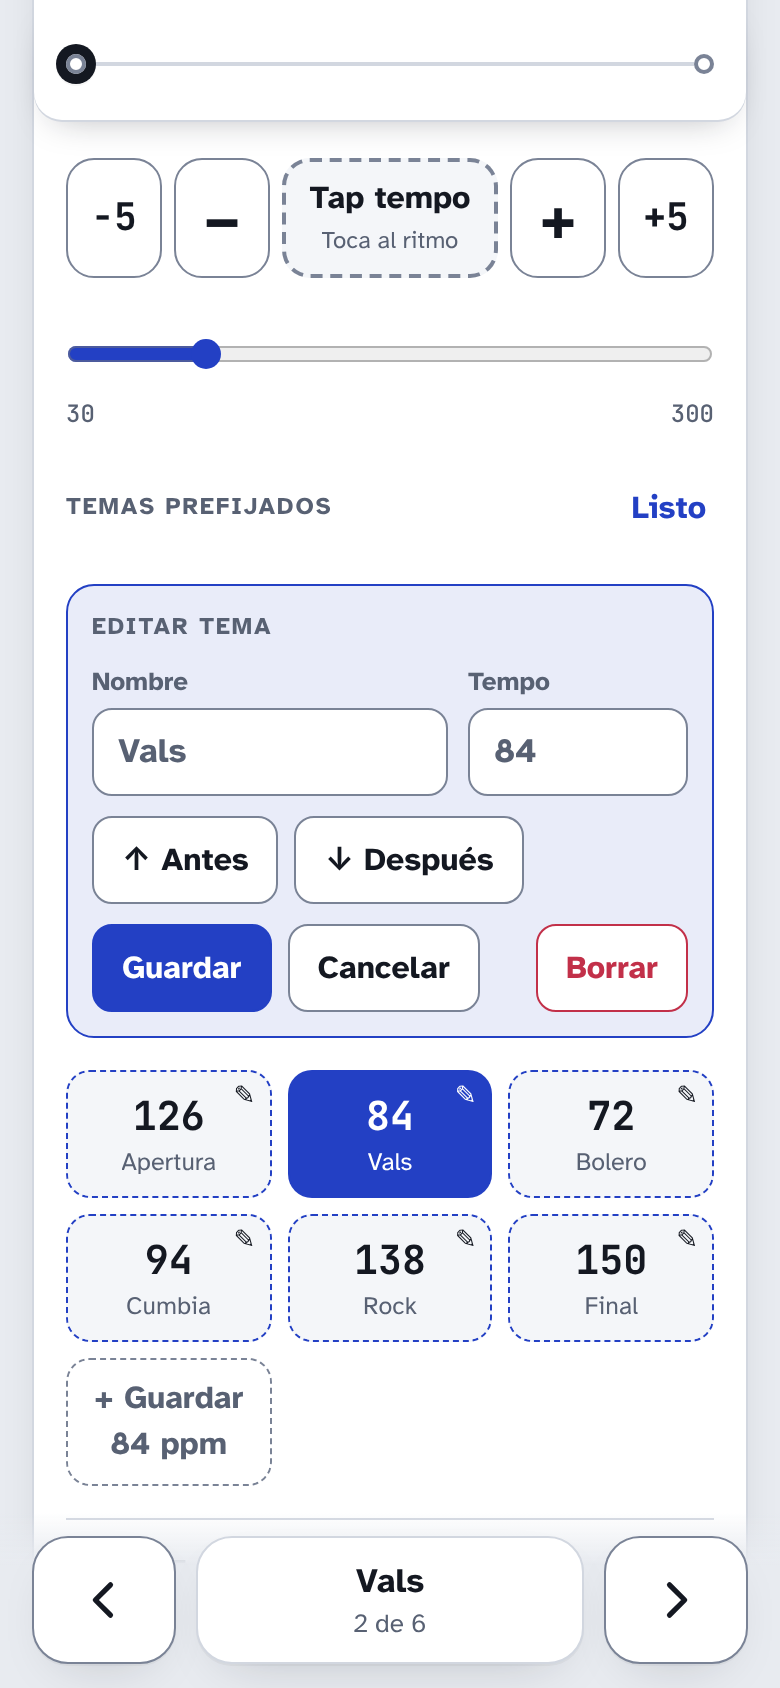 -5
−
Tap tempo
Toca al ritmo
+
+5
30
300
TEMAS PREFIJADOS
Listo
EDITAR TEMA
Nombre
Tempo
Vals
84
↑ Antes
↓ Después
Guardar
Cancelar
Borrar
126 ✎
Apertura
84 ✎
Vals
72 ✎
Bolero
94 ✎
Cumbia
138 ✎
Rock
150 ✎
Final
+ Guardar
84 ppm
Vals
2 de 6